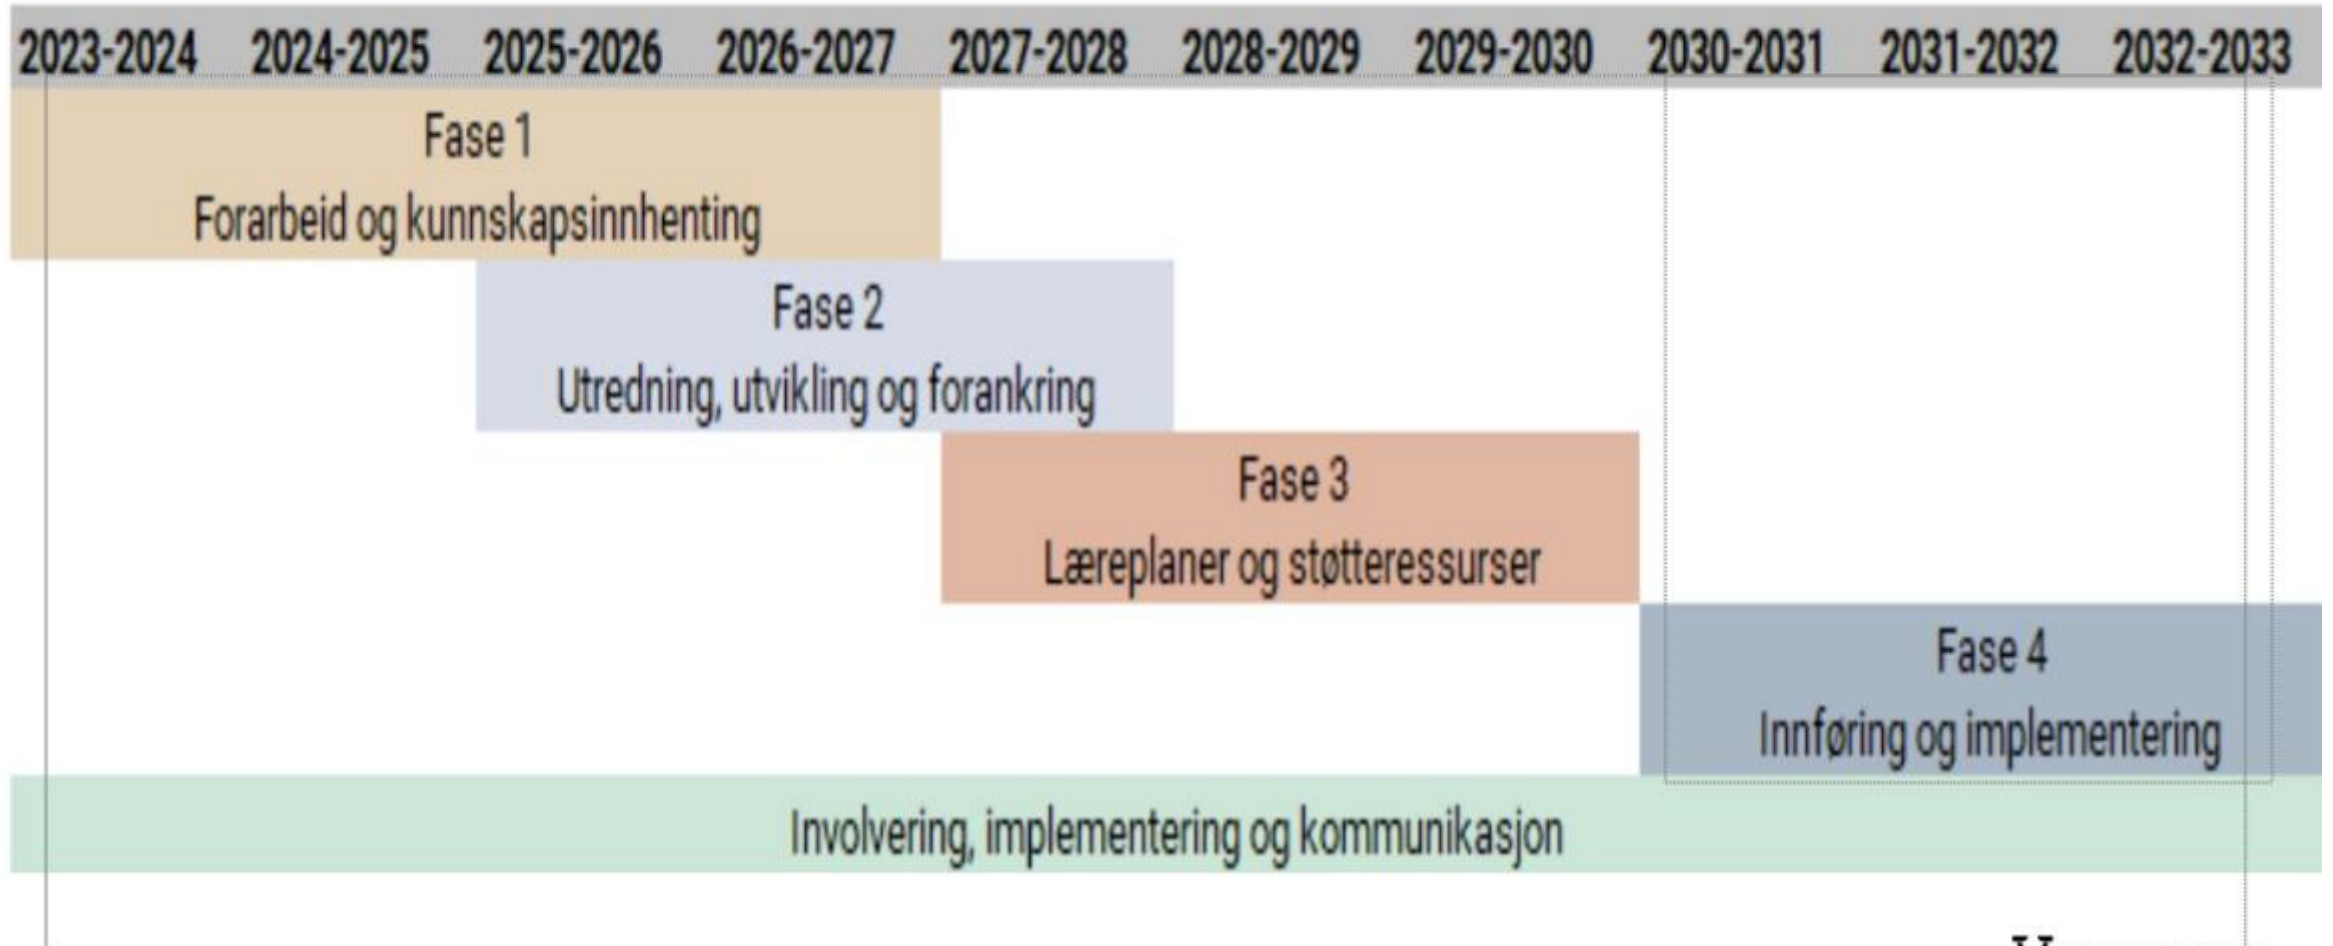 2023-2024 2024-2025 2025-2026 2026-2027 2027-2028 2028-2029 2029-2030 2030-2031 2031-2032 2032-2033
Fase 1
Forarbeid og kunnskapsinnhenting
Fase 2
Utredning, utvikling og forankring
Fase 3
Læreplaner og støtteressurser
Fase 4
Innføring og implementering
Involvering, implementering og kommunikasjon